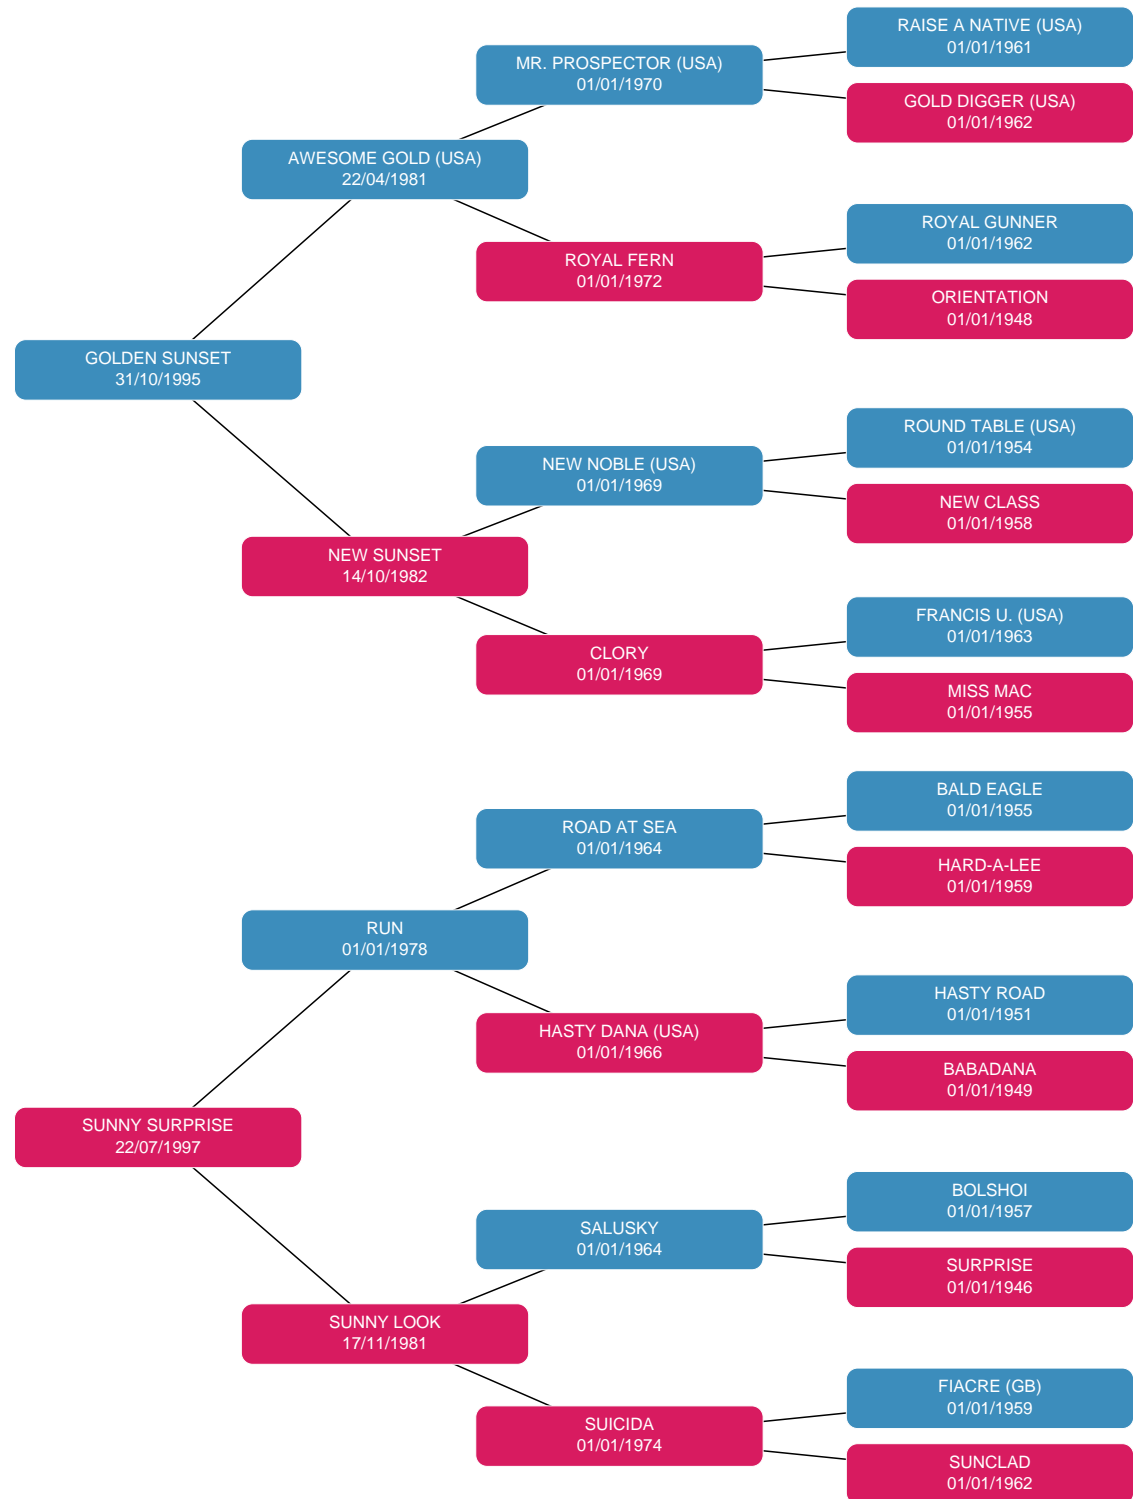 RAISE A NATIVE (USA)
01/01/1961
MR. PROSPECTOR (USA)
01/01/1970
GOLD DIGGER (USA)
01/01/1962
AWESOME GOLD (USA)
22/04/1981
ROYAL GUNNER
01/01/1962
ROYAL FERN
01/01/1972
ORIENTATION
01/01/1948
GOLDEN SUNSET
31/10/1995
ROUND TABLE (USA)
01/01/1954
NEW NOBLE (USA)
01/01/1969
NEW CLASS
01/01/1958
NEW SUNSET
14/10/1982
FRANCIS U. (USA)
01/01/1963
CLORY
01/01/1969
MISS MAC
01/01/1955
BALD EAGLE
01/01/1955
ROAD AT SEA
01/01/1964
HARD-A-LEE
01/01/1959
RUN
01/01/1978
HASTY ROAD
01/01/1951
HASTY DANA (USA)
01/01/1966
BABADANA
01/01/1949
SUNNY SURPRISE
22/07/1997
BOLSHOI
01/01/1957
SALUSKY
01/01/1964
SURPRISE
01/01/1946
SUNNY LOOK
17/11/1981
FIACRE (GB)
01/01/1959
SUICIDA
01/01/1974
SUNCLAD
01/01/1962